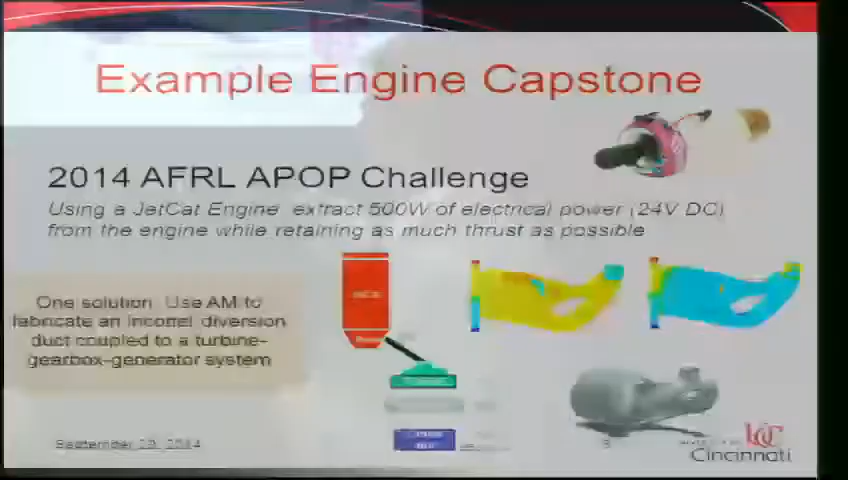 Example Engine Capstone
2014 AFRL APOP Challenge
Using a JetCat Engine extract 500W of electrical power (24V DC)
from the engine while retaining as much thrust as possible
One solution: Use AM to
fabricate an inconel diversion
duct coupled to a turbine-
gearbox-generator system
September 29, 2014
UC
Cincinnati